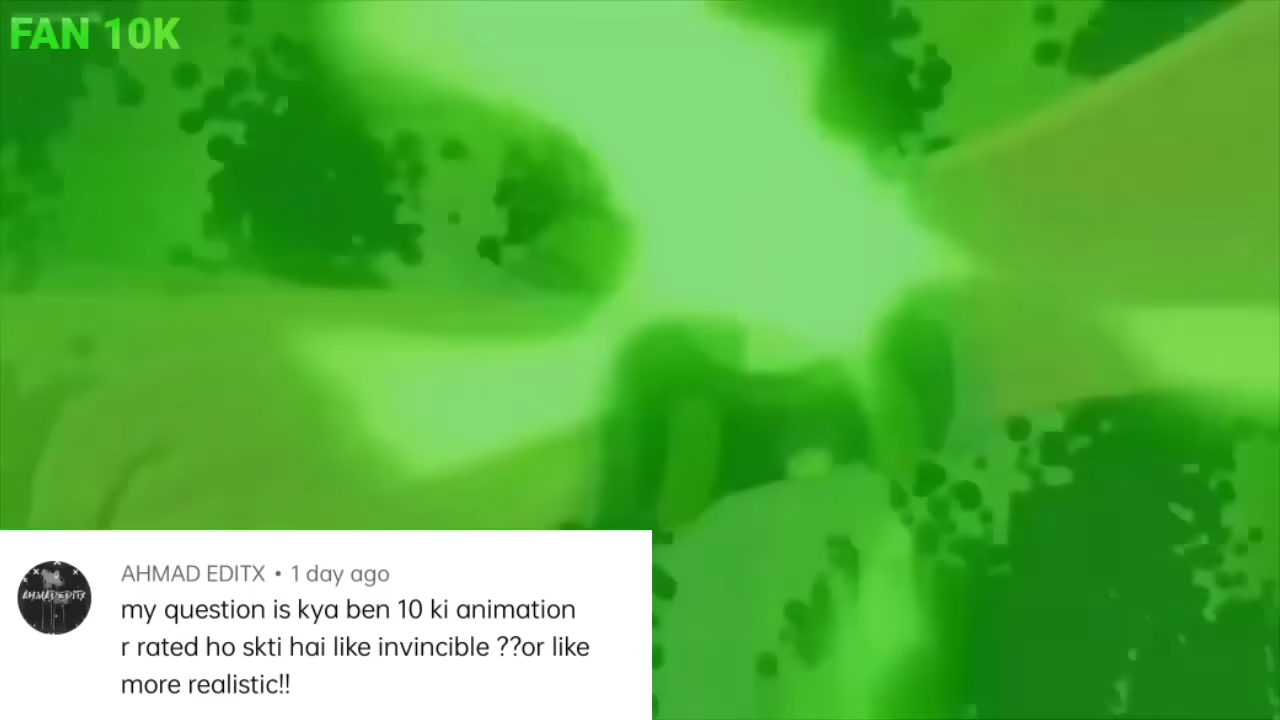 FAN 10K
AHMAD EDITX • 1 day ago
AHMADEDITX
my question is kya ben 10 ki animation
r rated ho skti hai like invincible ??or like
more realistic!!